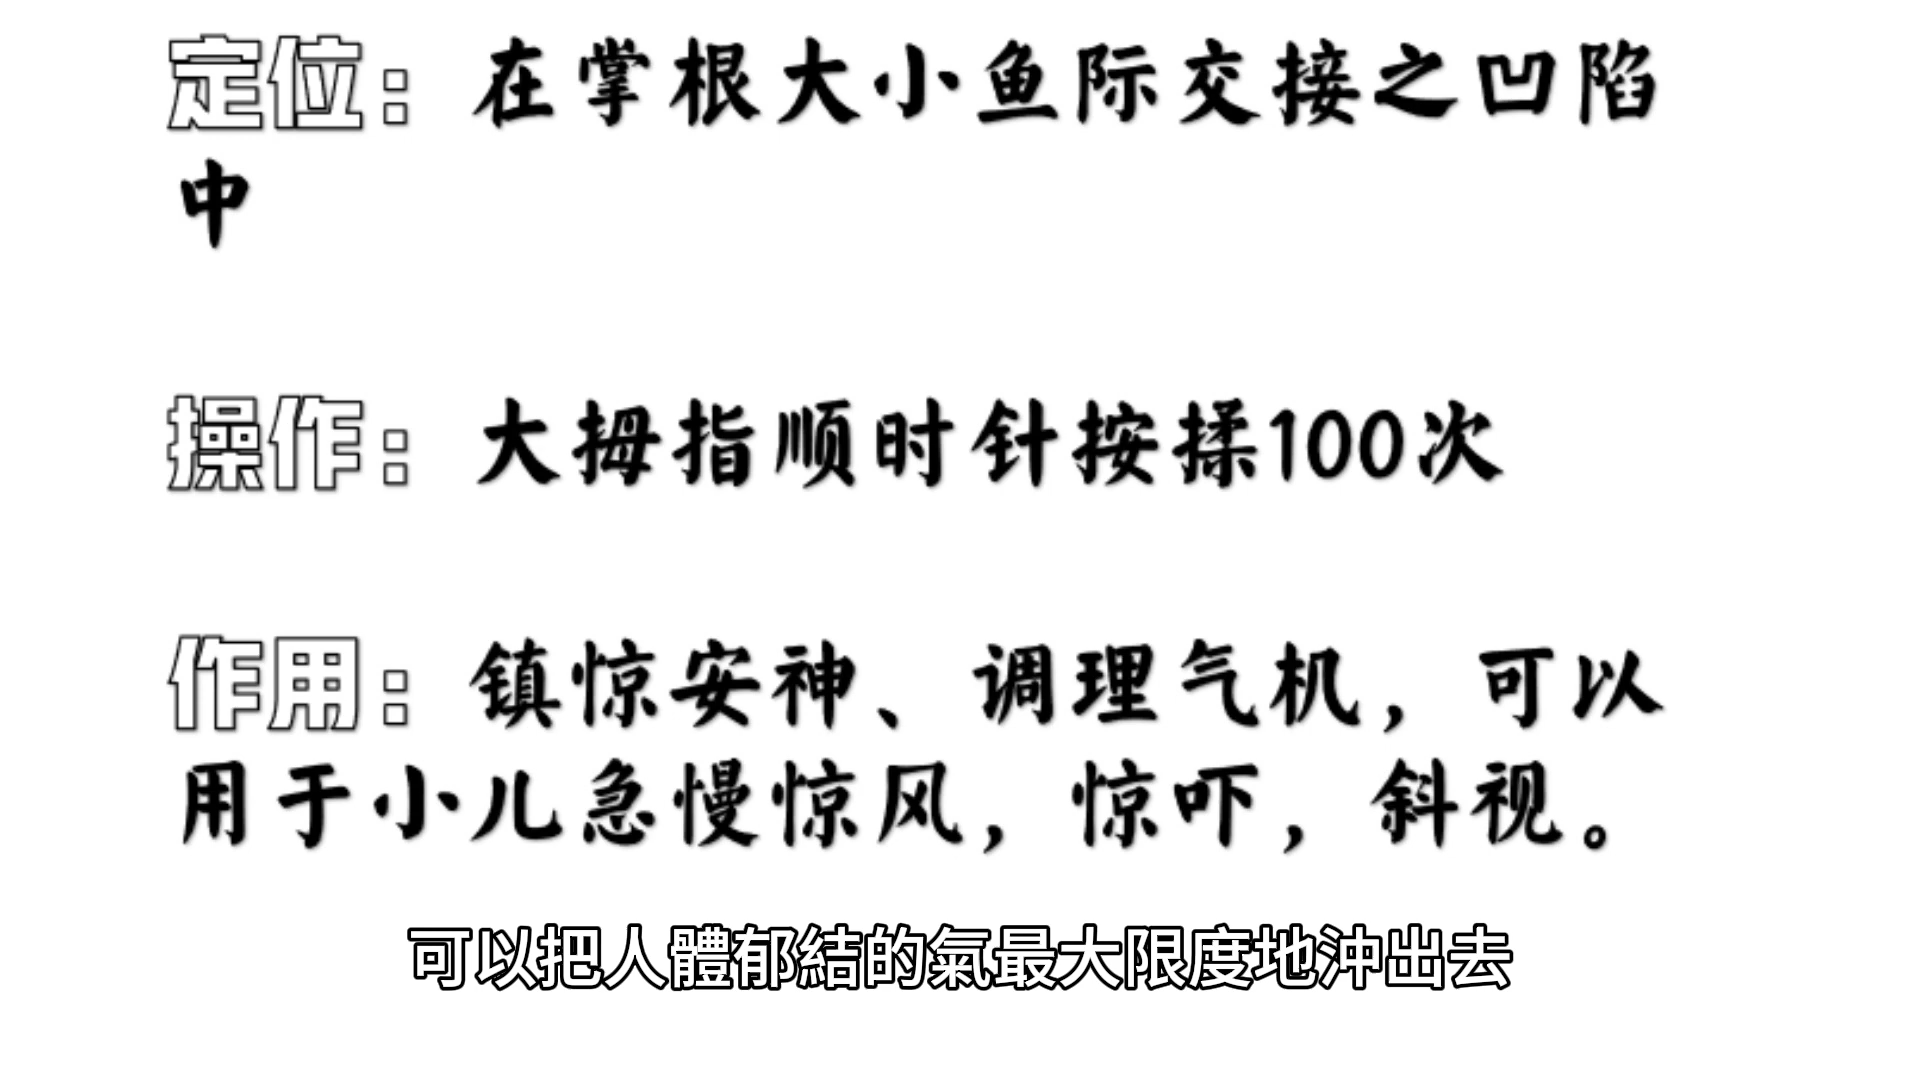 定位：在掌根大小鱼际交接之凹陷
中
操作：大拇指顺时针按揉100次
作用：镇惊安神、调理气机，可以
用于小儿急慢惊风，惊吓，斜视。
可以把人體郁結的氣最大限度地沖出去